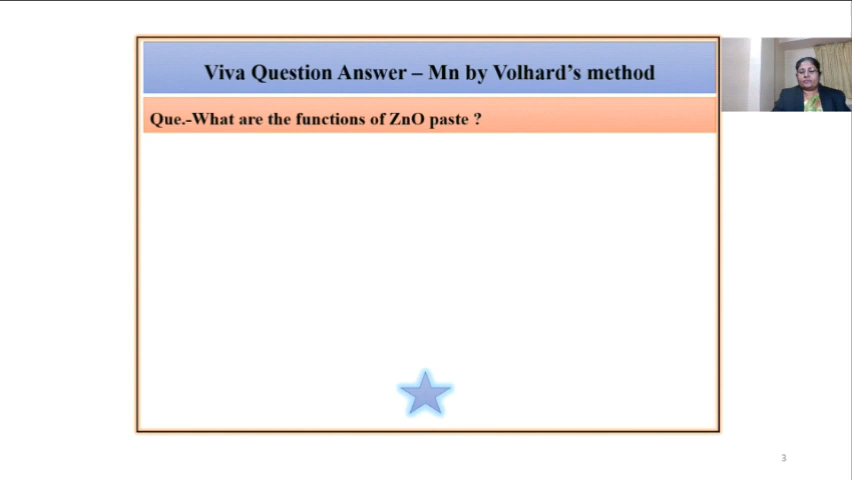 Viva Question Answer – Mn by Volhard's method
Que.-What are the functions of ZnO paste ?
3